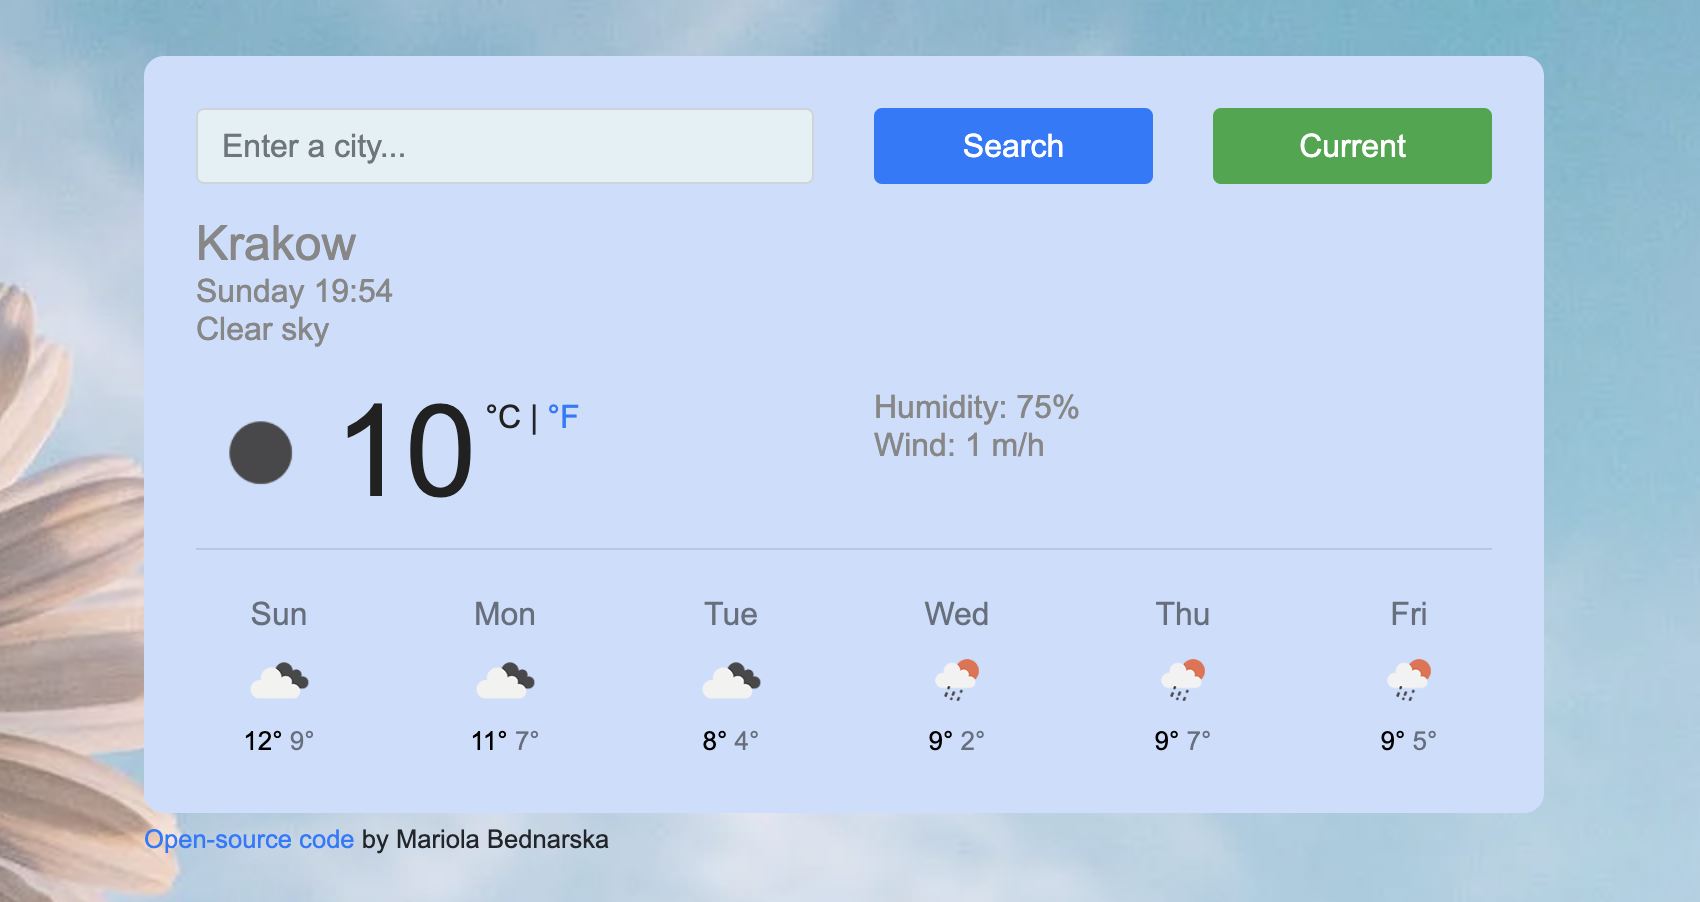 Enter a city...
Search
Current
Krakow
Sunday 19:54
Clear sky
10 °C | °F
Humidity: 75%
Wind: 1 m/h
Sun Mon Tue Wed Thu Fri
12° 9° 11° 7° 8° 4° 9° 2° 9° 7° 9° 5°
Open-source code by Mariola Bednarska